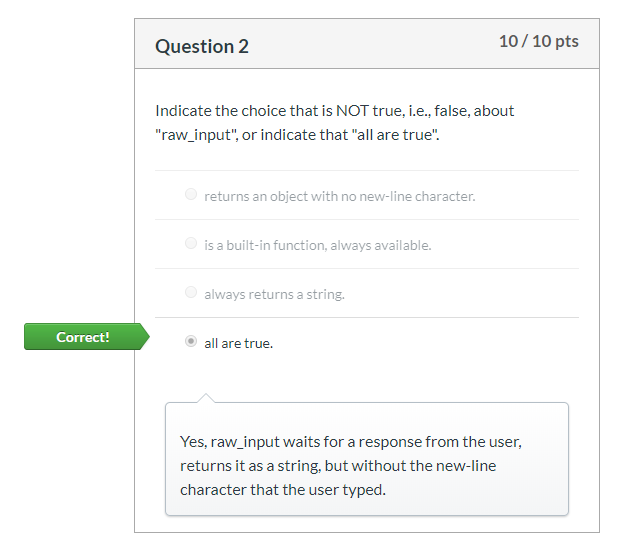 Question 2
10 / 10 pts
Indicate the choice that is NOT true, i.e., false, about
"raw_input", or indicate that "all are true".
returns an object with no new-line character.
is a built-in function, always available.
always returns a string.
Correct!
all are true.
Yes, raw_input waits for a response from the user,
returns it as a string, but without the new-line
character that the user typed.